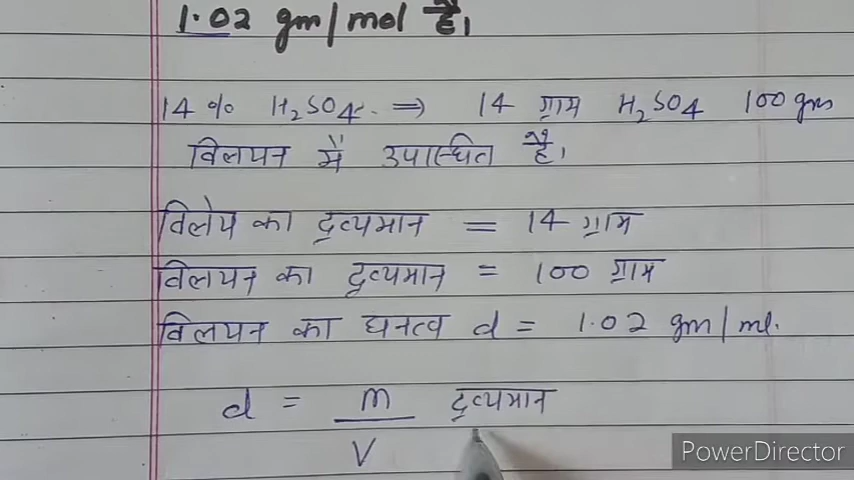 1.02 gm/mol है।
14 % H₂SO₄ ⇒ 14 ग्राम H₂SO₄ 100 gm
विलयन में उपास्थित है।
विलेय का द्रव्यमान = 14 ग्राम
विलयन का द्रव्यमान = 100 ग्राम
विलयन का घनत्व d = 1.02 gm/ml.
d = m/V द्रव्यमान
PowerDirector